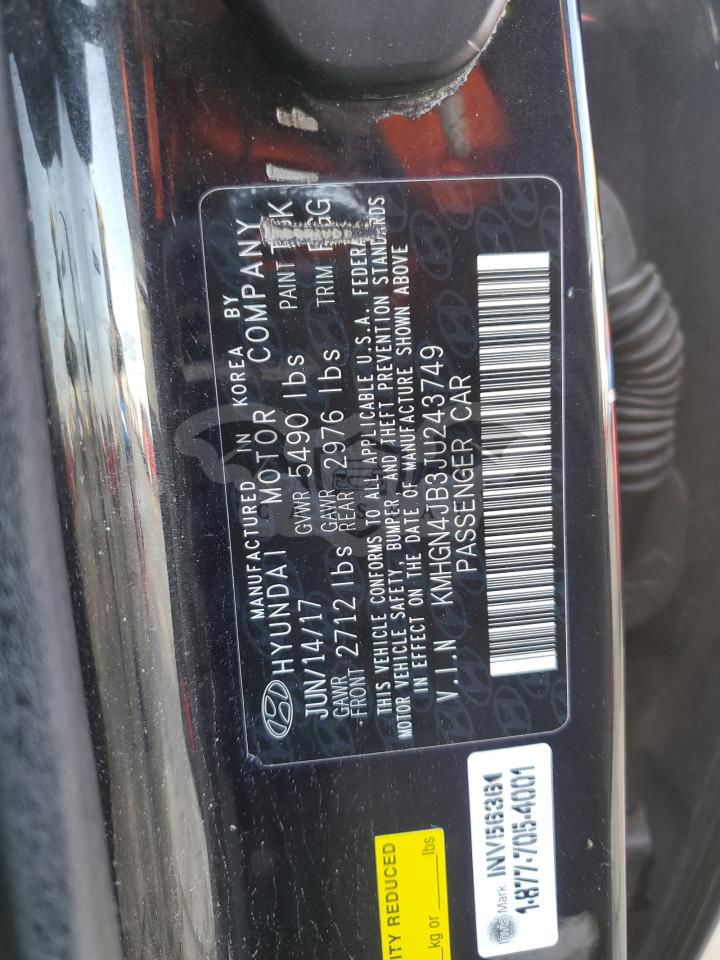 MANUFACTURED IN KOREA BY
HYUNDAI MOTOR COMPANY
JUN/14/17 GVWR 5490 lbs PAINT
GAWR FRONT 2712 lbs GAWR REAR 2976 lbs TRIM
THIS VEHICLE CONFORMS TO ALL APPLICABLE U.S.A. FEDERAL
MOTOR VEHICLE SAFETY, BUMPER, AND THEFT PREVENTION STANDARDS
IN EFFECT ON THE DATE OF MANUFACTURE SHOWN ABOVE
V.I.N KMHGN4JB3JU243749
PASSENGER CAR
ITY REDUCED
kg or ____ lbs
Mark INV56361
1-877-705-4001